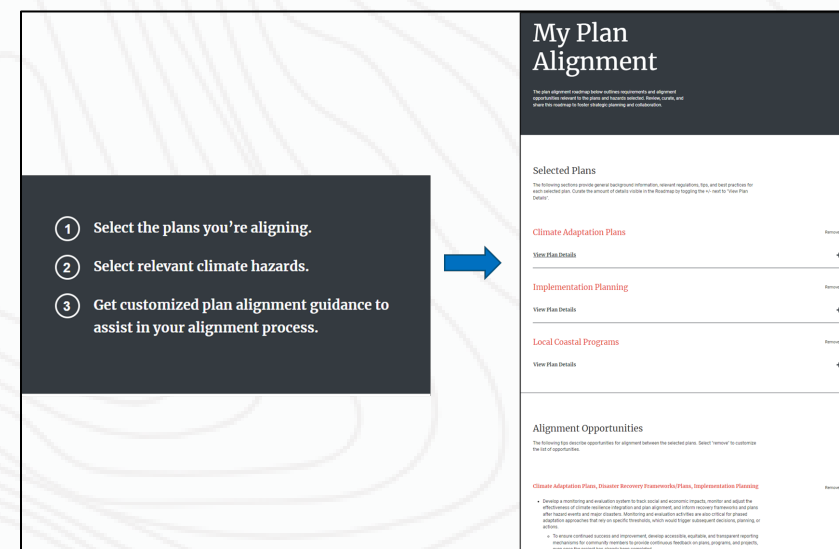 1 Select the plans you're aligning.
2 Select relevant climate hazards.
3 Get customized plan alignment guidance to
assist in your alignment process.
My Plan
Alignment
The plan alignment roadmap below outlines requirements and alignment
opportunities relevant to the plans and hazards selected. Review, curate, and
share this roadmap to foster strategic planning and collaboration.
Selected Plans
The following sections provide general background information, relevant regulations, tips, and best practices for
each selected plan. Curate the amount of details visible in the Roadmap by toggling the +/- next to "View Plan
Details".
Climate Adaptation Plans
Remove
View Plan Details
Implementation Planning
Remove
View Plan Details
Local Coastal Programs
Remove
View Plan Details
Alignment Opportunities
The following tips describe opportunities for alignment between the selected plans. Select "remove" to customize
the list of opportunities.
Climate Adaptation Plans, Disaster Recovery Frameworks/Plans, Implementation Planning
Remove
• Develop a monitoring and evaluation system to track social and economic impacts, monitor and adjust the
effectiveness of climate resilience integration and plan alignment, and inform recovery frameworks and plans
after hazard events and major disasters. Monitoring and evaluation activities are also critical for phased
adaptation approaches that rely on specific thresholds, which would trigger subsequent decisions, planning, or
actions.
To ensure continued success and improvement, develop accessible, equitable, and transparent reporting
mechanisms for community members to provide continuous feedback on plans, programs, and projects,